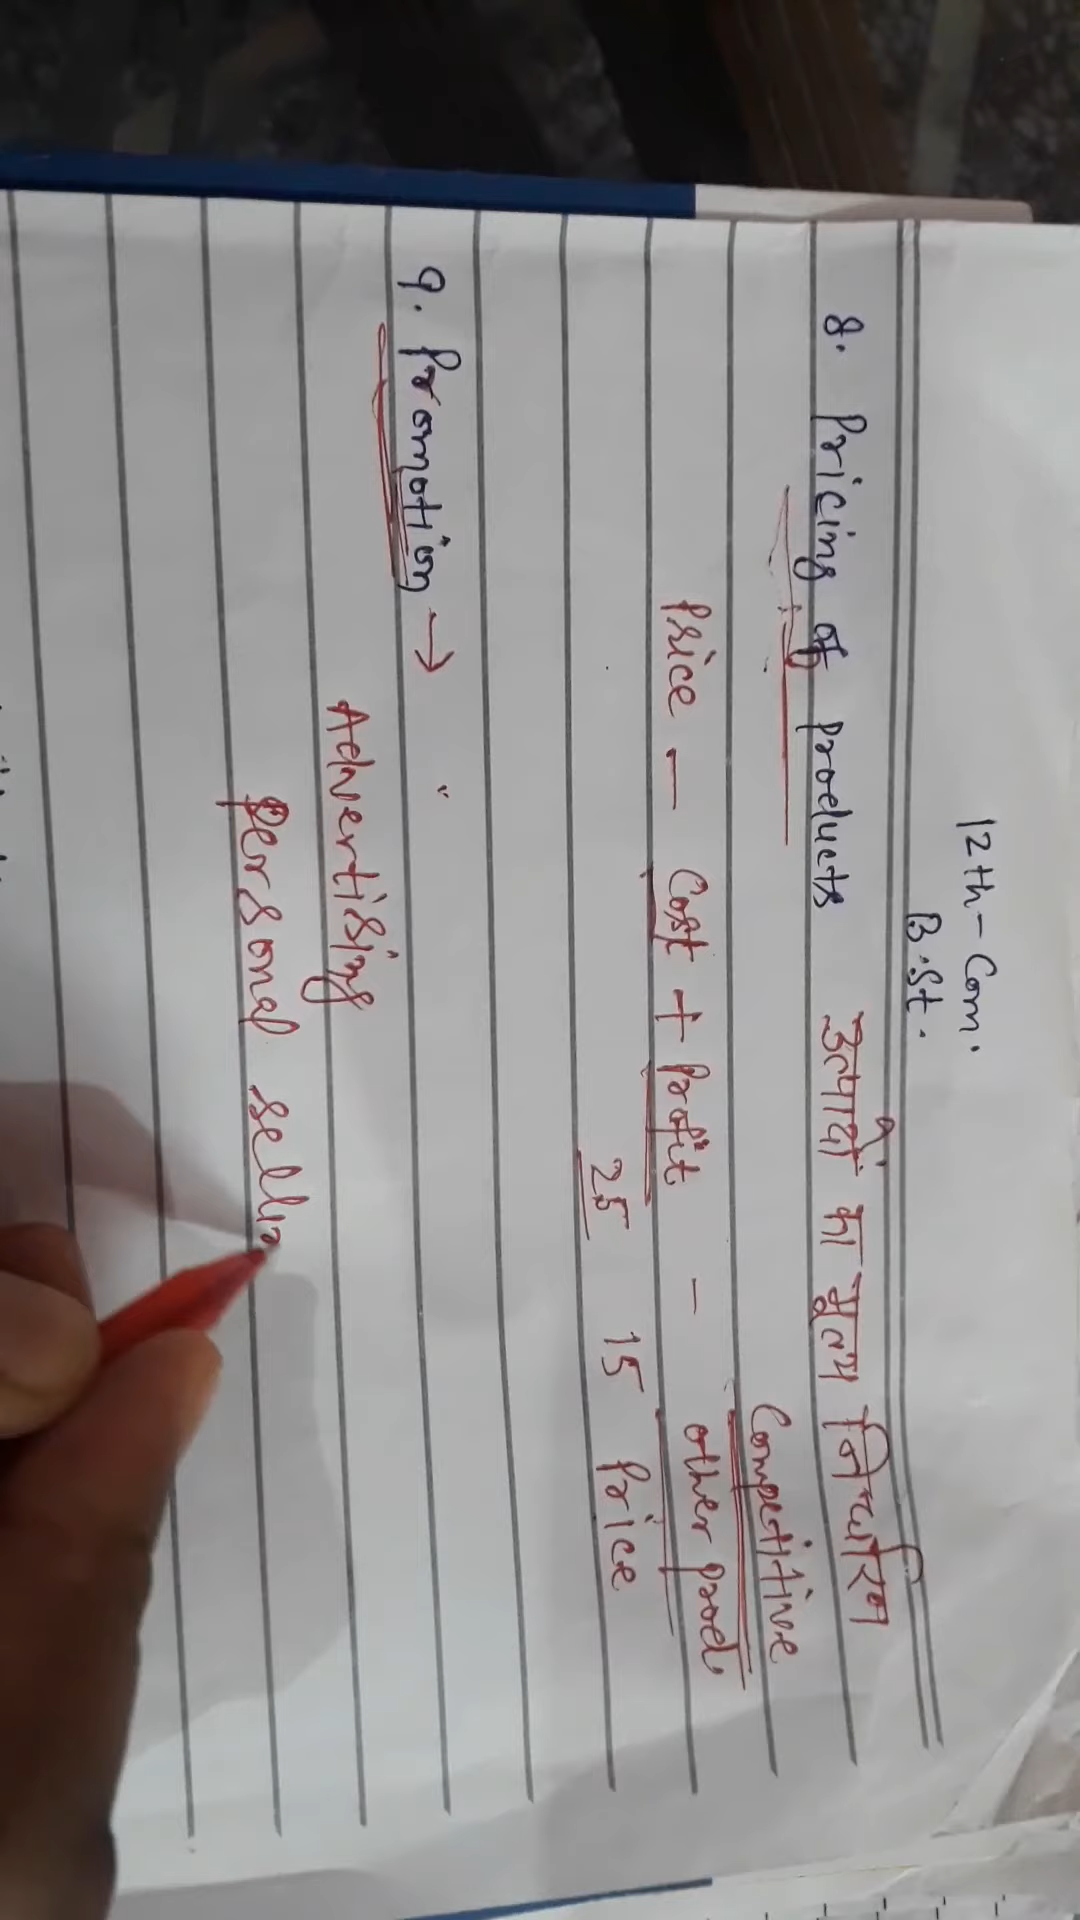 12th - Com.
B.St.
8. Pricing of products उत्पादों का मुल्य निर्धारण
Competitive
Price - Cost + Profit - other prod.
25 15 Price
9. Promotion →
Advertising
Personal sellin